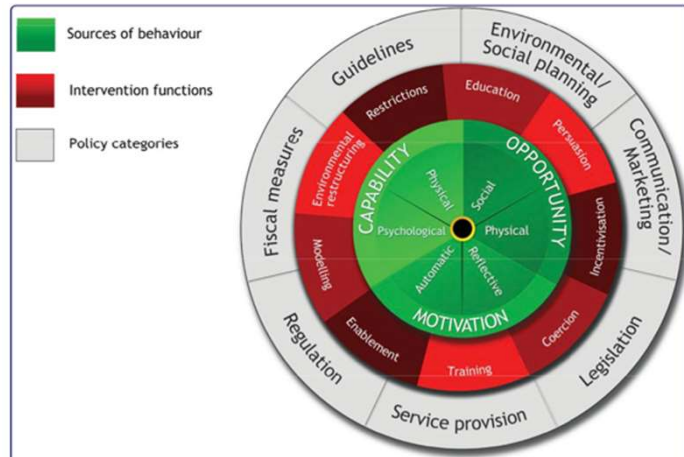 Sources of behaviour
Intervention functions
Policy categories
Guidelines
Environmental/
Social planning
Communication/
Marketing
Legislation
Service provision
Regulation
Fiscal measures
Restrictions
Education
Persuasion
Incentivisation
Coercion
Training
Enablement
Modelling
Environmental
restructuring
CAPABILITY
OPPORTUNITY
MOTIVATION
Physical
Social
Psychological
Physical
Automatic
Reflective